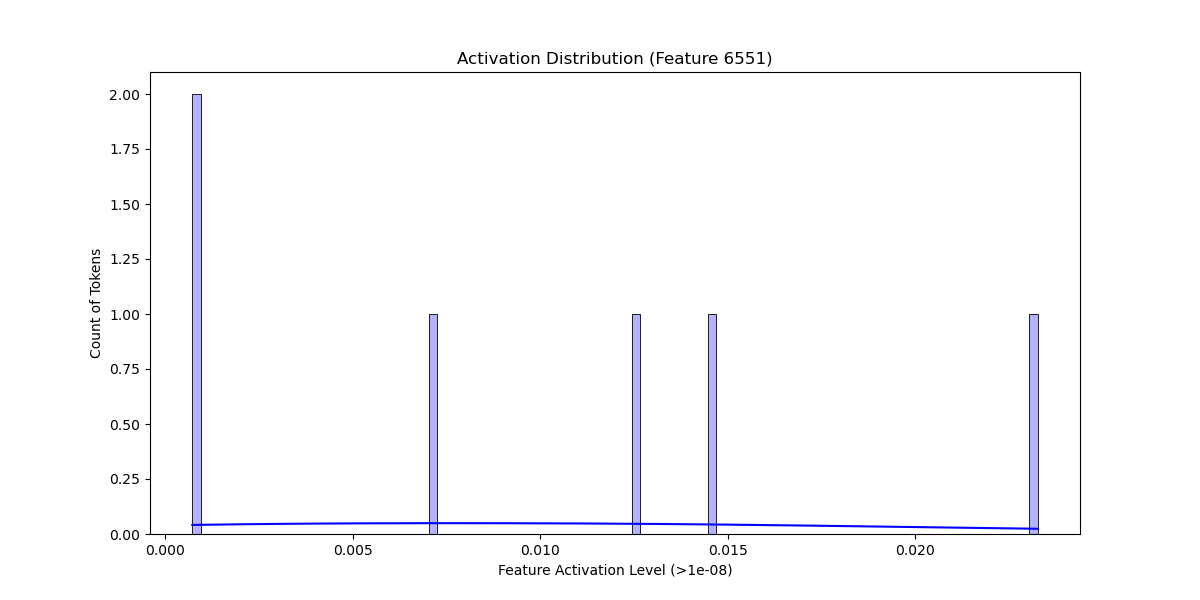 Activation Distribution (Feature 6551)
2.00
1.75
1.50
1.25
1.00
0.75
0.50
0.25
0.00
Count of Tokens
0.000 0.005 0.010 0.015 0.020
Feature Activation Level (>1e-08)